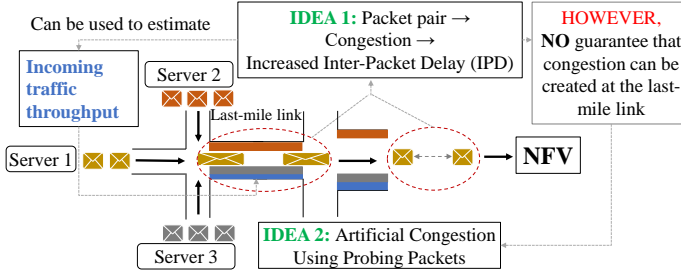 Can be used to estimate
IDEA 1: Packet pair →
Congestion →
Increased Inter-Packet Delay (IPD)
HOWEVER,
NO guarantee that
congestion can be
created at the last-
mile link
Incoming
traffic
throughput
Server 2
Last-mile link
Server 1
NFV
Server 3
IDEA 2: Artificial Congestion
Using Probing Packets